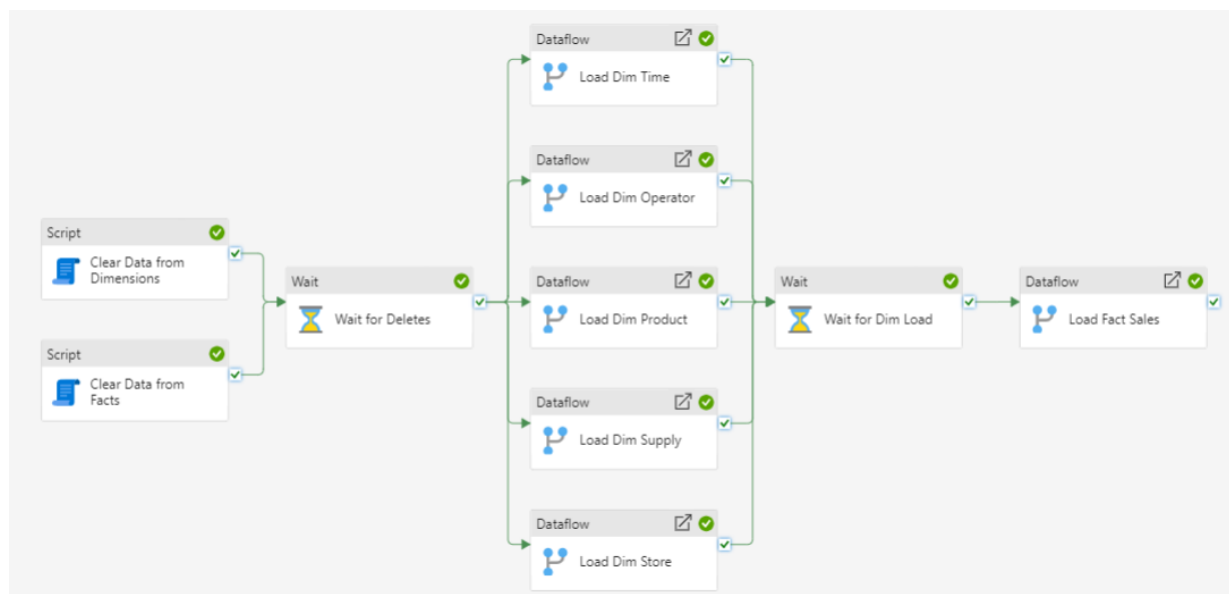 Script
Clear Data from
Dimensions
Script
Clear Data from
Facts
Wait
Wait for Deletes
Dataflow
Load Dim Time
Dataflow
Load Dim Operator
Dataflow
Load Dim Product
Dataflow
Load Dim Supply
Dataflow
Load Dim Store
Wait
Wait for Dim Load
Dataflow
Load Fact Sales